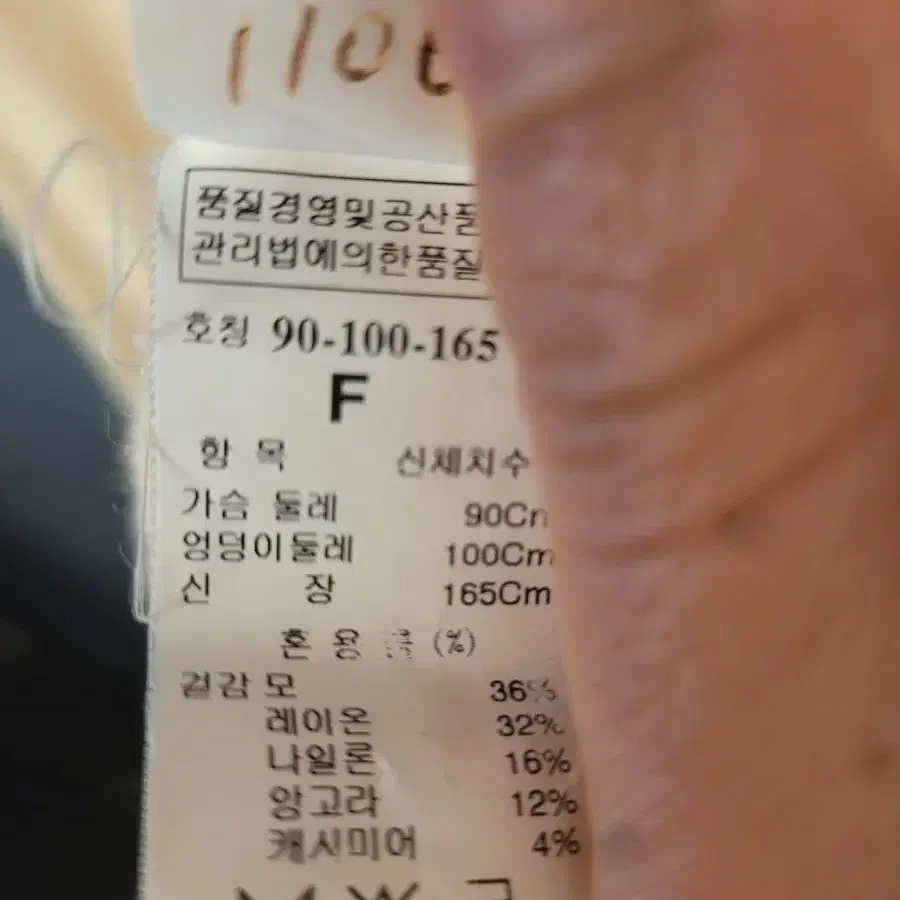 110
품질경영및공산품
관리법에의한품질
호칭 90-100-165
F
항 목 신체치수
가슴 둘레 90Cm
엉덩이둘레 100Cm
신 장 165Cm
혼 용 (%)
겉감 모 36%
레이온 32%
나일론 16%
앙고라 12%
캐시미어 4%